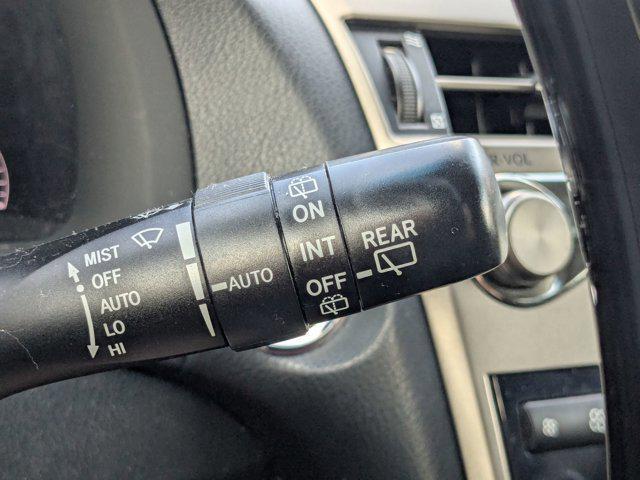 MIST
OFF
AUTO
LO
HI
AUTO
ON
INT
OFF
REAR
VOL